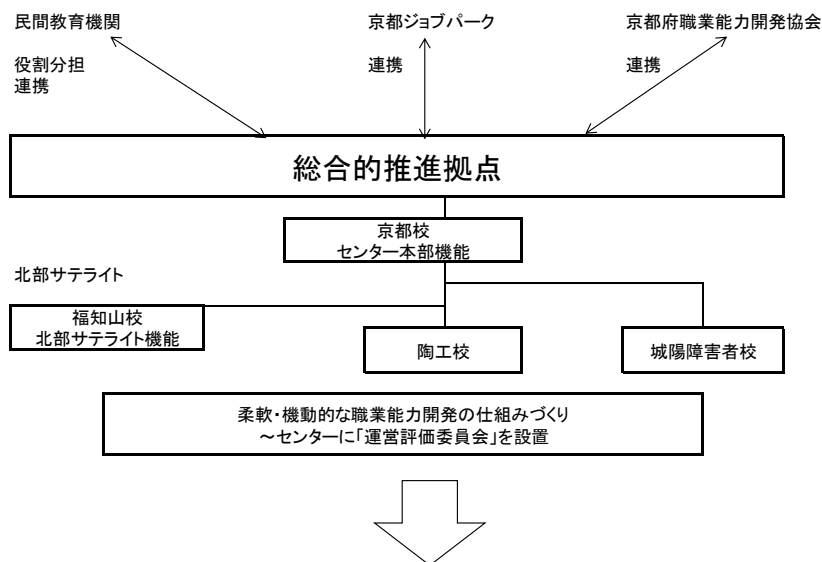 民間教育機関
京都ジョブパーク
京都府職業能力開発協会
役割分担
連携
連携
連携
総合的推進拠点
京都校
センター本部機能
北部サテライト
福知山校
北部サテライト機能
陶工校
城陽障害者校
柔軟・機動的な職業能力開発の仕組みづくり
～センターに「運営評価委員会」を設置